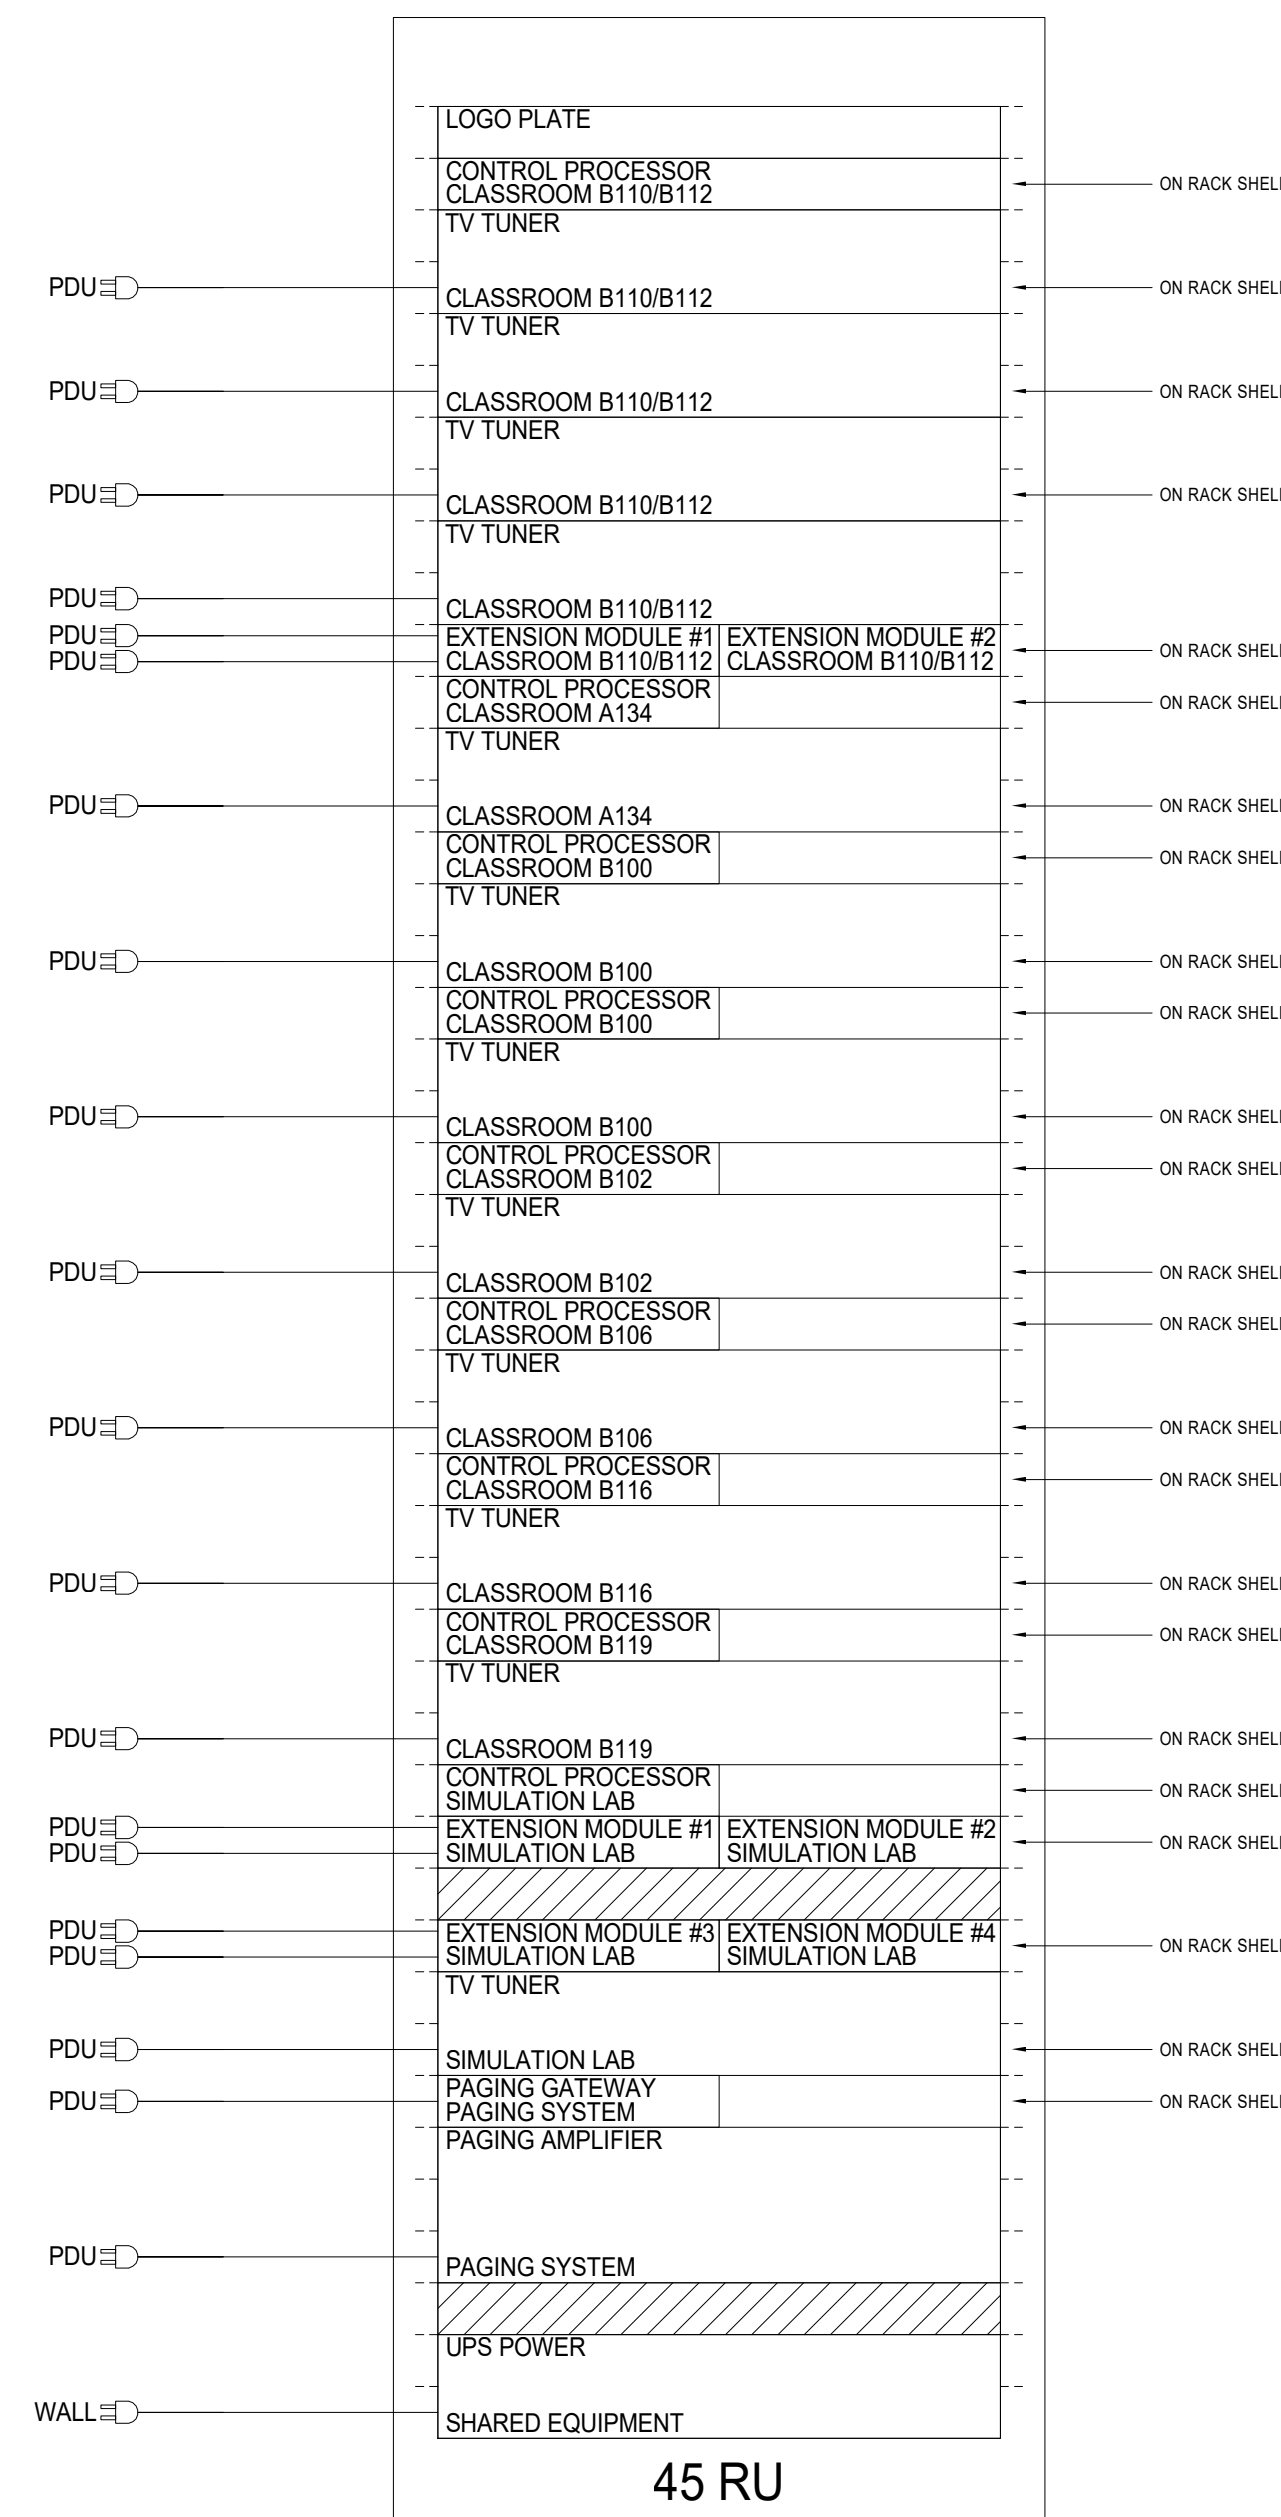 LOGO PLATE
CONTROL PROCESSOR
CLASSROOM B110/B112
ON RACK SHEL
TV TUNER
PDU
CLASSROOM B110/B112
ON RACK SHEL
TV TUNER
PDU
CLASSROOM B110/B112
ON RACK SHEL
TV TUNER
PDU
CLASSROOM B110/B112
ON RACK SHEL
TV TUNER
PDU
CLASSROOM B110/B112
PDU
EXTENSION MODULE #1
EXTENSION MODULE #2
PDU
CLASSROOM B110/B112
CLASSROOM B110/B112
ON RACK SHEL
CONTROL PROCESSOR
CLASSROOM A134
ON RACK SHEL
TV TUNER
PDU
CLASSROOM A134
ON RACK SHEL
CONTROL PROCESSOR
CLASSROOM B100
ON RACK SHEL
TV TUNER
PDU
CLASSROOM B100
ON RACK SHEL
CONTROL PROCESSOR
CLASSROOM B100
ON RACK SHEL
TV TUNER
PDU
CLASSROOM B100
ON RACK SHEL
CONTROL PROCESSOR
CLASSROOM B102
ON RACK SHEL
TV TUNER
PDU
CLASSROOM B102
ON RACK SHEL
CONTROL PROCESSOR
CLASSROOM B106
ON RACK SHEL
TV TUNER
PDU
CLASSROOM B106
ON RACK SHEL
CONTROL PROCESSOR
CLASSROOM B116
ON RACK SHEL
TV TUNER
PDU
CLASSROOM B116
ON RACK SHEL
CONTROL PROCESSOR
CLASSROOM B119
ON RACK SHEL
TV TUNER
PDU
CLASSROOM B119
ON RACK SHEL
CONTROL PROCESSOR
SIMULATION LAB
ON RACK SHEL
PDU
EXTENSION MODULE #1
EXTENSION MODULE #2
PDU
SIMULATION LAB
SIMULATION LAB
ON RACK SHEL
PDU
EXTENSION MODULE #3
EXTENSION MODULE #4
PDU
SIMULATION LAB
SIMULATION LAB
ON RACK SHEL
TV TUNER
PDU
SIMULATION LAB
ON RACK SHEL
PDU
PAGING GATEWAY
PAGING SYSTEM
ON RACK SHEL
PAGING AMPLIFIER
PDU
PAGING SYSTEM
UPS POWER
WALL
SHARED EQUIPMENT
45 RU